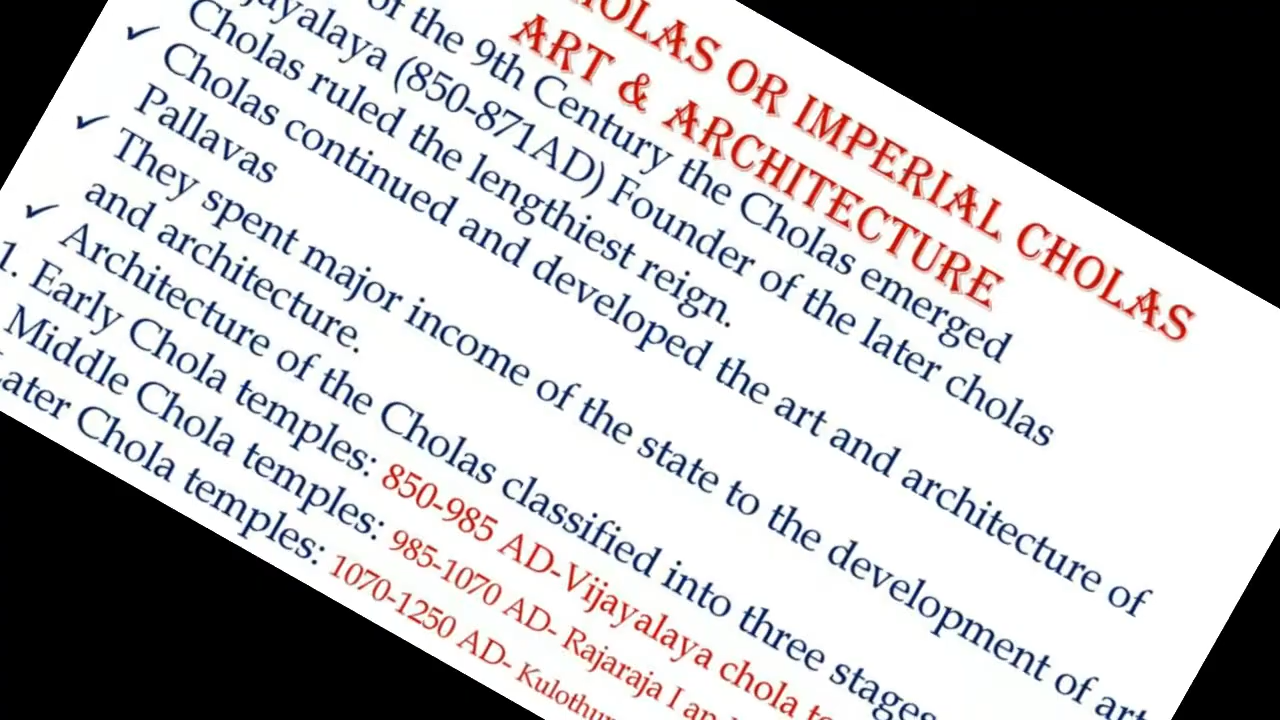 HOLAS OR IMPERIAL CHOLAS
ART & ARCHITECTURE
of the 9th Century the Cholas emerged
jayalaya (850-871AD) Founder of the later cholas
Cholas ruled the lengthiest reign.
✓ Cholas continued and developed the art and architecture of
Pallavas
✓ They spent major income of the state to the development of art
and architecture.
✓ Architecture of the Cholas classified into three stages
1. Early Chola temples: 850-985 AD-Vijayalaya chola to
Middle Chola temples: 985-1070 AD- Rajaraja I an
Later Chola temples: 1070-1250 AD- Kulothun